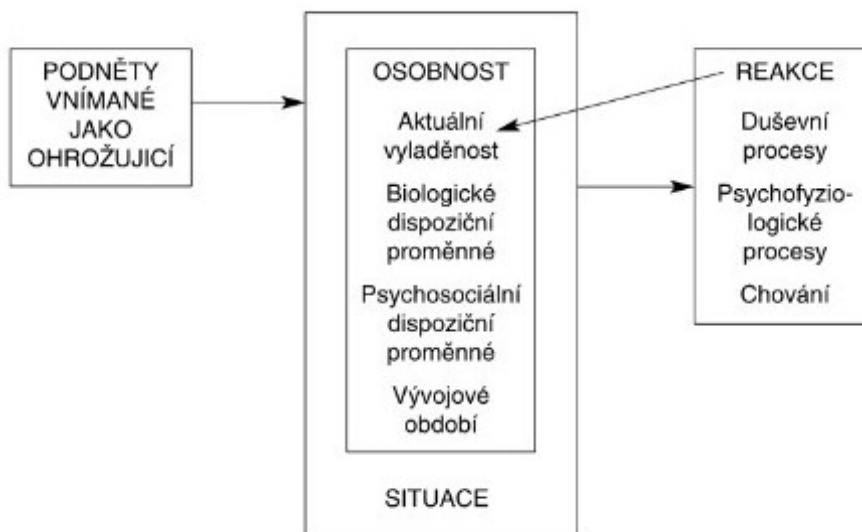 PODNĚTY
VNÍMANÉ
JAKO
OHROŽUJICÍ
OSOBNOST
Aktuální
vyladěnost
Biologické
dispoziční
proměnné
Psychosociální
dispoziční
proměnné
Vývojové
období
SITUACE
REAKCE
Duševní
procesy
Psychofyzio-
logické
procesy
Chování